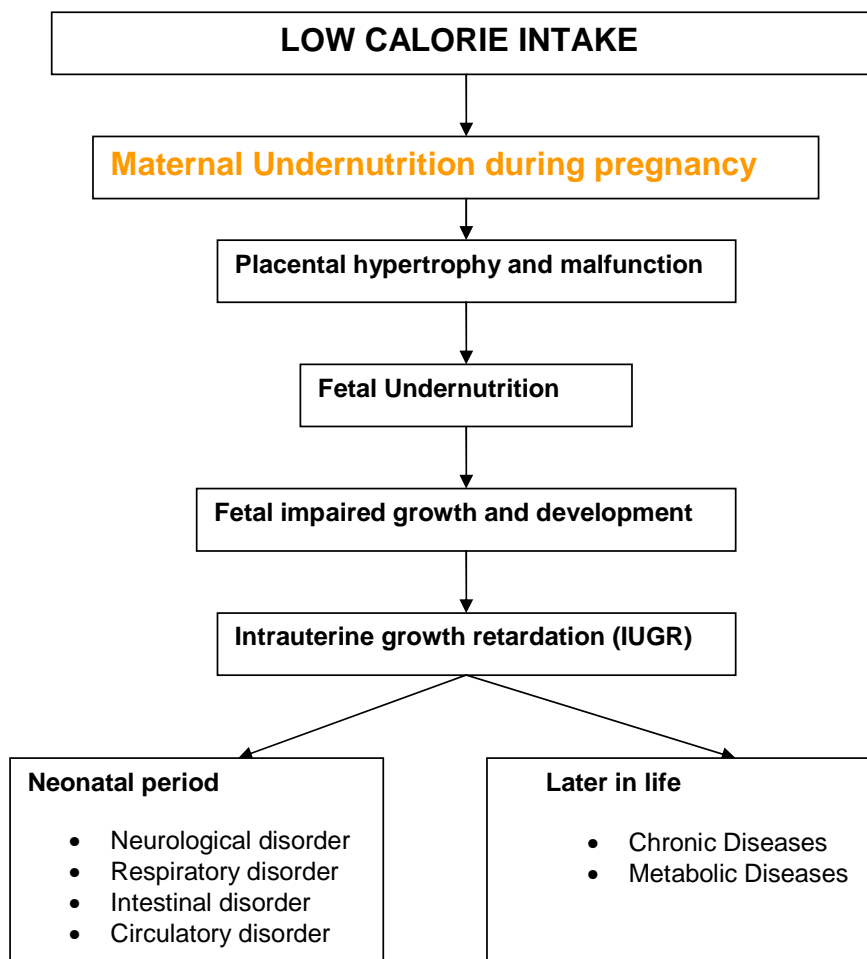 LOW CALORIE INTAKE
Maternal Undernutrition during pregnancy
Placental hypertrophy and malfunction
Fetal Undernutrition
Fetal impaired growth and development
Intrauterine growth retardation (IUGR)
Neonatal period
• Neurological disorder
• Respiratory disorder
• Intestinal disorder
• Circulatory disorder
Later in life
• Chronic Diseases
• Metabolic Diseases